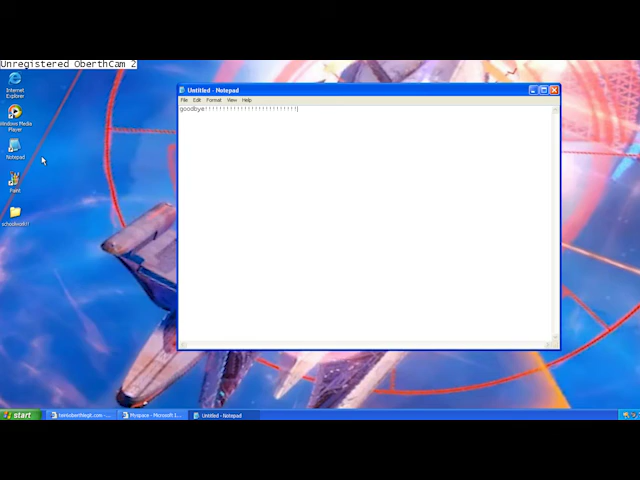 Unregistered OberthCam 2
Internet
Explorer
Windows Media
Player
Notepad
Paint
schoolwork!!!
Untitled - Notepad
File Edit Format View Help
start
Myspace - Microsoft I...
Untitled - Notepad